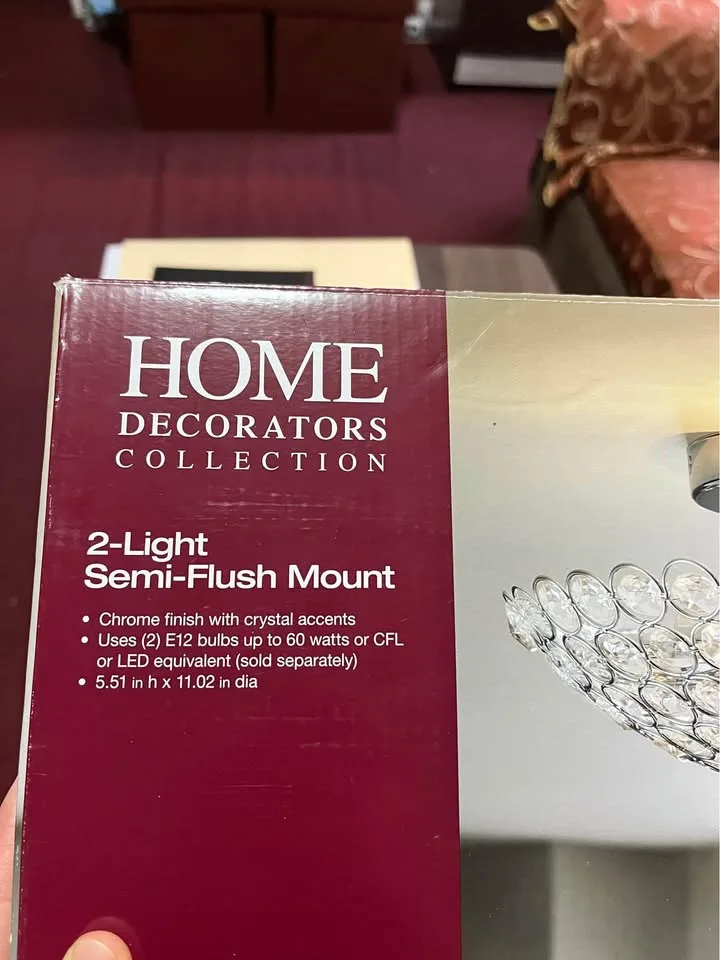 HOME
DECORATORS
COLLECTION
2-Light
Semi-Flush Mount
• Chrome finish with crystal accents
• Uses (2) E12 bulbs up to 60 watts or CFL
or LED equivalent (sold separately)
• 5.51 in h x 11.02 in dia